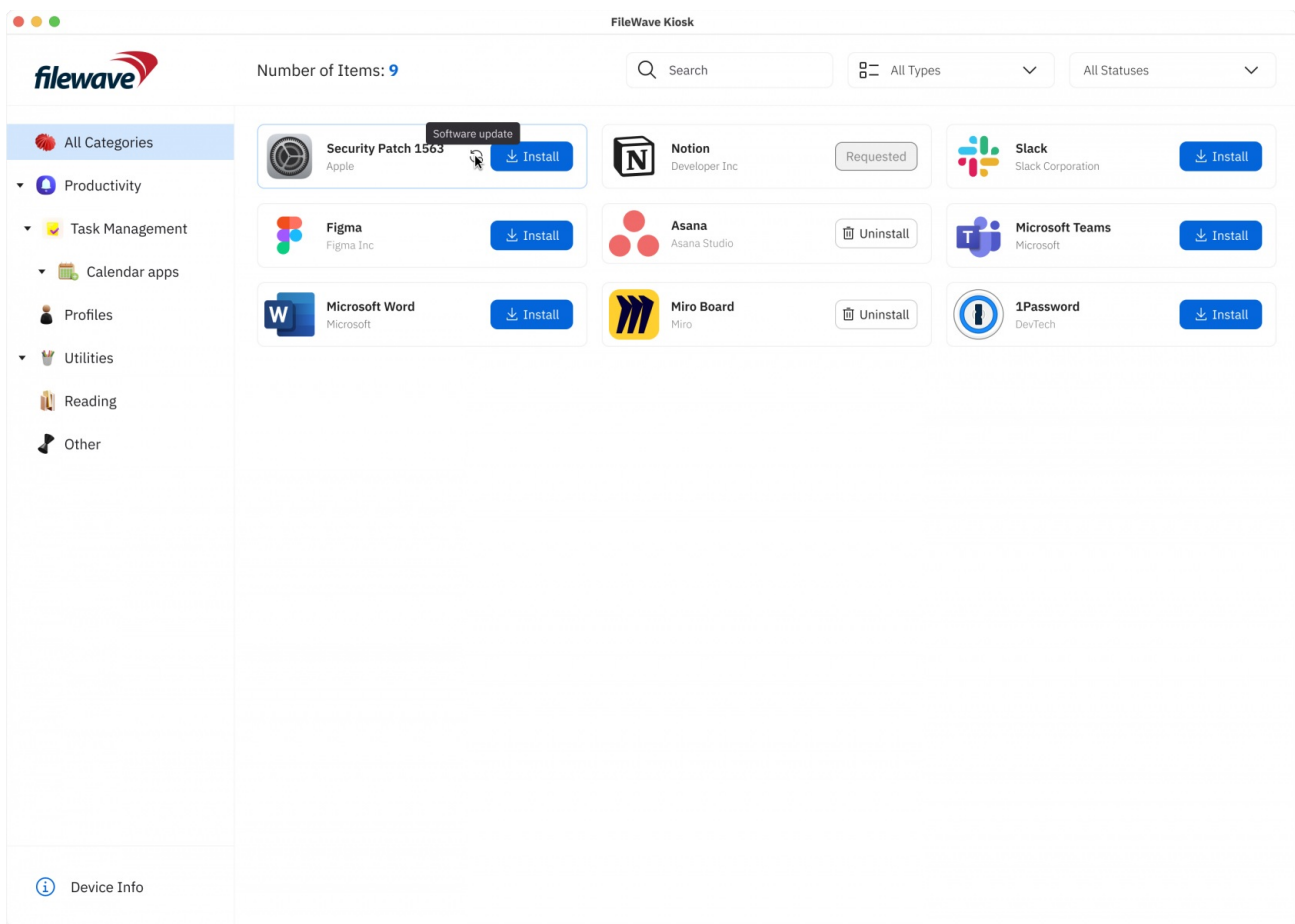 FileWave Kiosk
filewave
Number of Items: 9
Search
All Types
All Statuses
All Categories
Productivity
Task Management
Calendar apps
Profiles
Utilities
Reading
Other
Device Info
Software update
Security Patch 1563
Apple
Install
Notion
Developer Inc
Requested
Slack
Slack Corporation
Install
Figma
Figma Inc
Install
Asana
Asana Studio
Uninstall
Microsoft Teams
Microsoft
Install
Microsoft Word
Microsoft
Install
Miro Board
Miro
Uninstall
1Password
DevTech
Install